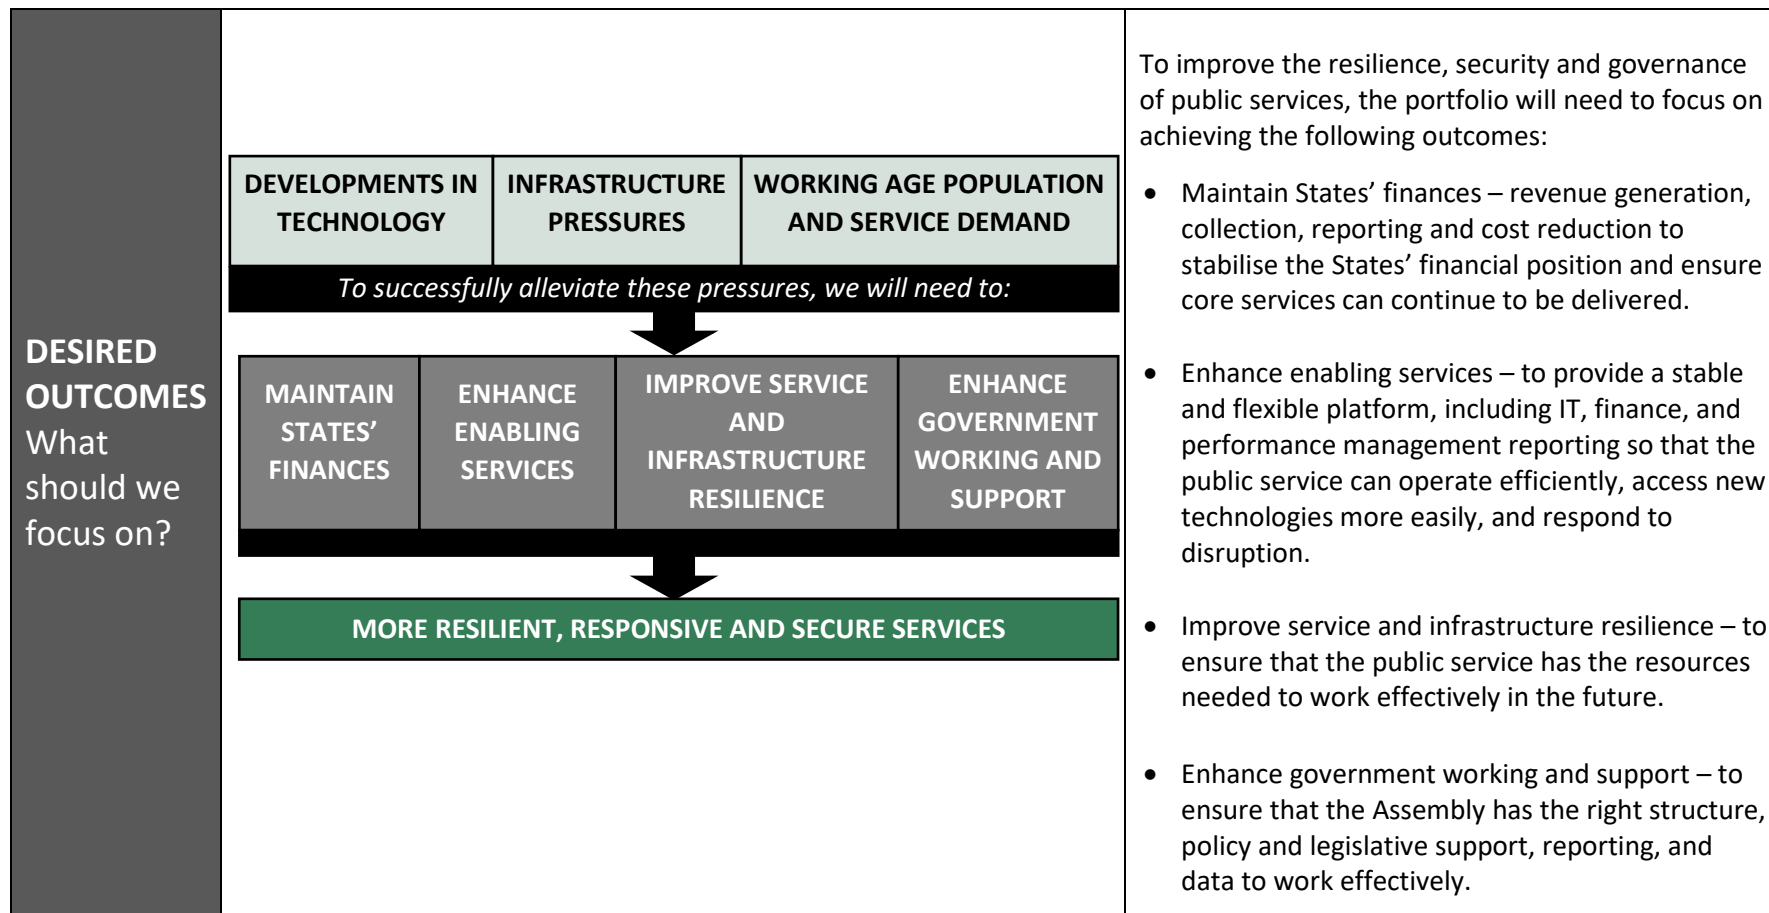 DESIRED
OUTCOMES
What
should we
focus on?
DEVELOPMENTS IN
TECHNOLOGY
INFRASTRUCTURE
PRESSURES
WORKING AGE POPULATION
AND SERVICE DEMAND
To successfully alleviate these pressures, we will need to:
MAINTAIN
STATES’
FINANCES
ENHANCE
ENABLING
SERVICES
IMPROVE SERVICE
AND
INFRASTRUCTURE
RESILIENCE
ENHANCE
GOVERNMENT
WORKING AND
SUPPORT
MORE RESILIENT, RESPONSIVE AND SECURE SERVICES
To improve the resilience, security and governance
of public services, the portfolio will need to focus on
achieving the following outcomes:
• Maintain States’ finances – revenue generation,
collection, reporting and cost reduction to
stabilise the States’ financial position and ensure
core services can continue to be delivered.
• Enhance enabling services – to provide a stable
and flexible platform, including IT, finance, and
performance management reporting so that the
public service can operate efficiently, access new
technologies more easily, and respond to
disruption.
• Improve service and infrastructure resilience – to
ensure that the public service has the resources
needed to work effectively in the future.
• Enhance government working and support – to
ensure that the Assembly has the right structure,
policy and legislative support, reporting, and
data to work effectively.